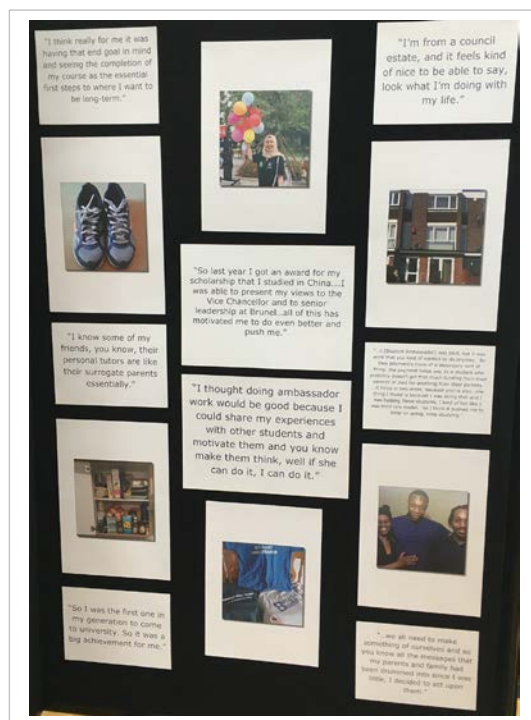 "I think really for me it was
having that end goal in mind
and seeing the completion of
my course as the essential
first steps to where I want to
be long-term."
"I'm from a council
estate, and it feels kind
of nice to be able to say,
look what I'm doing with
my life."
"So last year I got an award for my
scholarship that I studied in China....I
was able to present my views to the
Vice Chancellor and to senior
leadership at Brunel…all of this has
motivated me to do even better and
push me."
"I know some of my
friends, you know, their
personal tutors are like
their surrogate parents
essentially."
"I thought doing ambassador
work would be good because I
could share my experiences
with other students and
motivate them and you know
make them think, well if she
can do it, I can do it."
"So I was the first one in
my generation to come
to university. So it was a
big achievement for me."
"…we all need to make
something of ourselves and so
you know all the messages that
my parents and family had
been drummed into since I was
little, I decided to act upon
them."